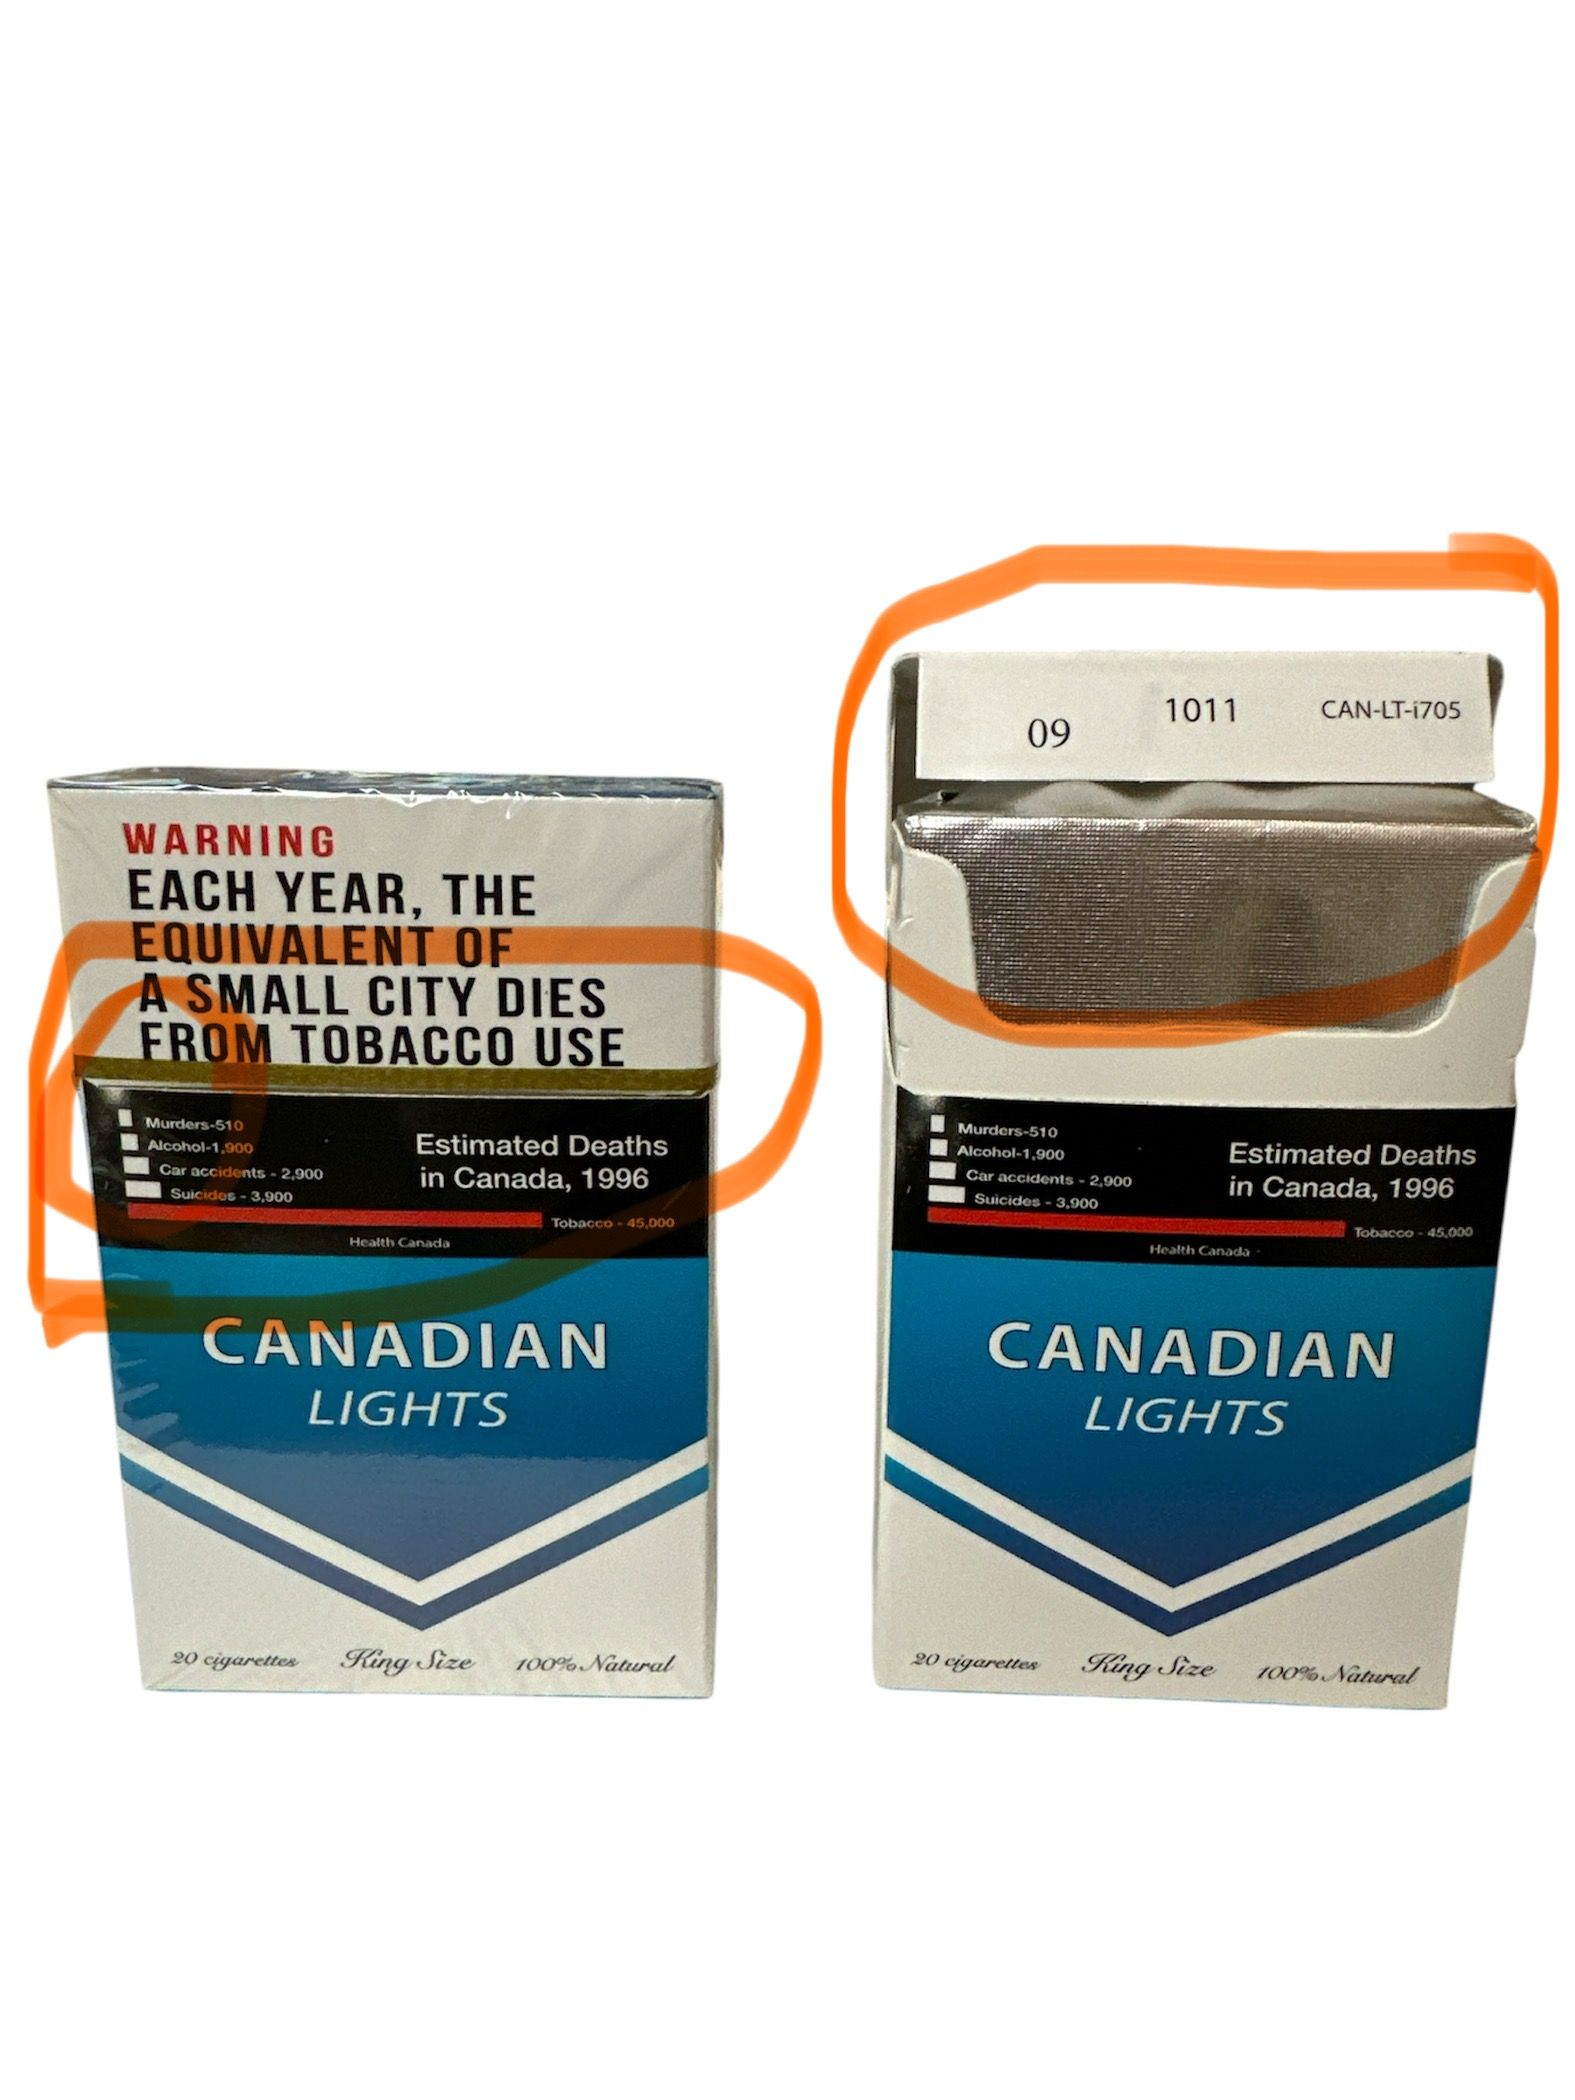 WARNING
EACH YEAR, THE
EQUIVALENT OF
A SMALL CITY DIES
FROM TOBACCO USE
Murders-510
Alcohol-1,900
Car accidents - 2,900
Suicides - 3,900
Tobacco - 45,000
Estimated Deaths
in Canada, 1996
Health Canada
CANADIAN
LIGHTS
20 cigarettes King Size 100% Natural
09 1011 CAN-LT-i705
Murders-510
Alcohol-1,900
Car accidents - 2,900
Suicides - 3,900
Tobacco - 45,000
Estimated Deaths
in Canada, 1996
Health Canada
CANADIAN
LIGHTS
20 cigarettes King Size 100% Natural